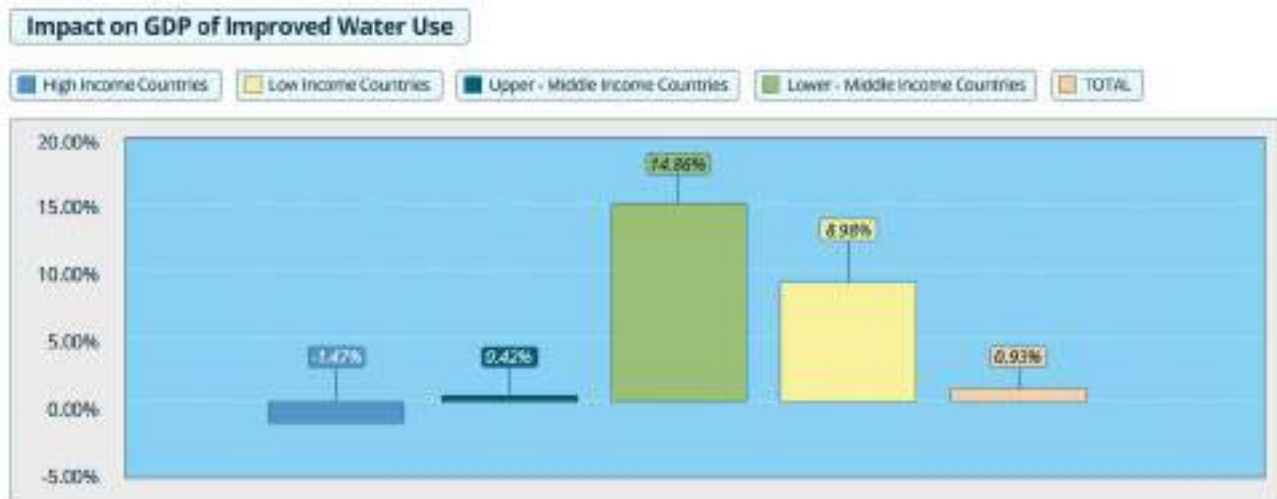 Impact on GDP of Improved Water Use
High Income Countries
Low Income Countries
Upper - Middle Income Countries
Lower - Middle Income Countries
TOTAL
20.00%
14.86%
15.00%
8.98%
10.00%
5.00%
-1.47%
0.42%
0.93%
0.00%
-5.00%